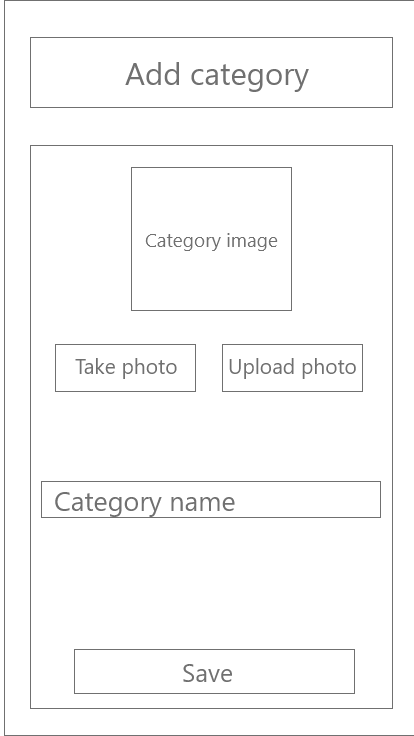 Add category
Category image
Take photo
Upload photo
Category name
Save